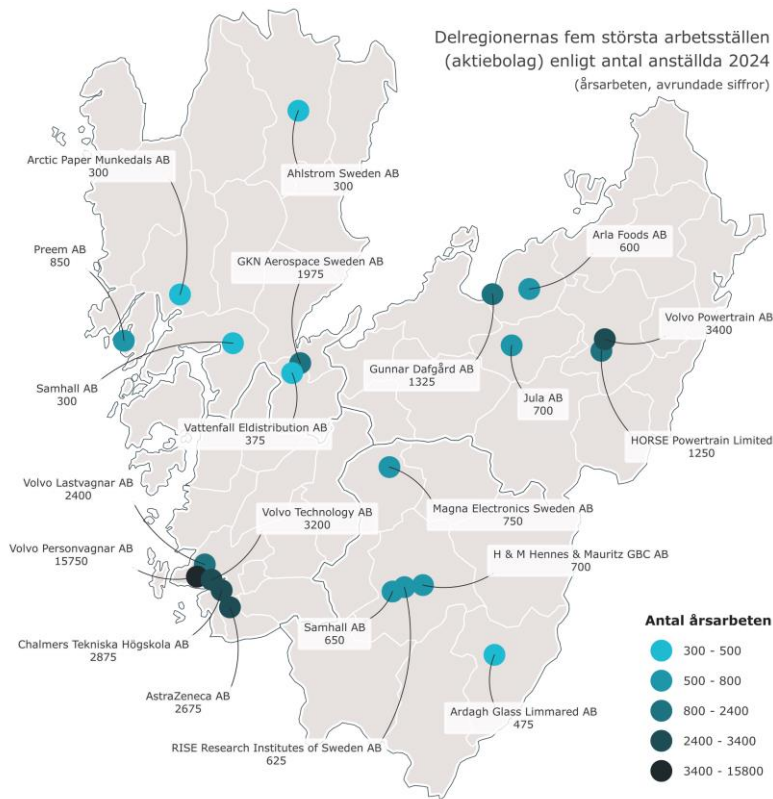 Delregionernas fem största arbetsställen
(aktiebolag) enligt antal anställda 2024
(årsarbeten, avrundade siffror)
Arctic Paper Munkedals AB
300
Ahlstrom Sweden AB
300
Preem AB
850
GKN Aerospace Sweden AB
1975
Arla Foods AB
600
Volvo Powertrain AB
3400
Samhall AB
300
Gunnar Dafgård AB
1325
Jula AB
700
Vattenfall Eldistribution AB
375
HORSE Powertrain Limited
1250
Volvo Lastvagnar AB
2400
Volvo Technology AB
3200
Magna Electronics Sweden AB
750
Volvo Personvagnar AB
15750
H & M Hennes & Mauritz GBC AB
700
Samhall AB
650
Chalmers Tekniska Högskola AB
2875
AstraZeneca AB
2675
Ardagh Glass Limmared AB
475
RISE Research Institutes of Sweden AB
625
Antal årsarbeten
300 - 500
500 - 800
800 - 2400
2400 - 3400
3400 - 15800